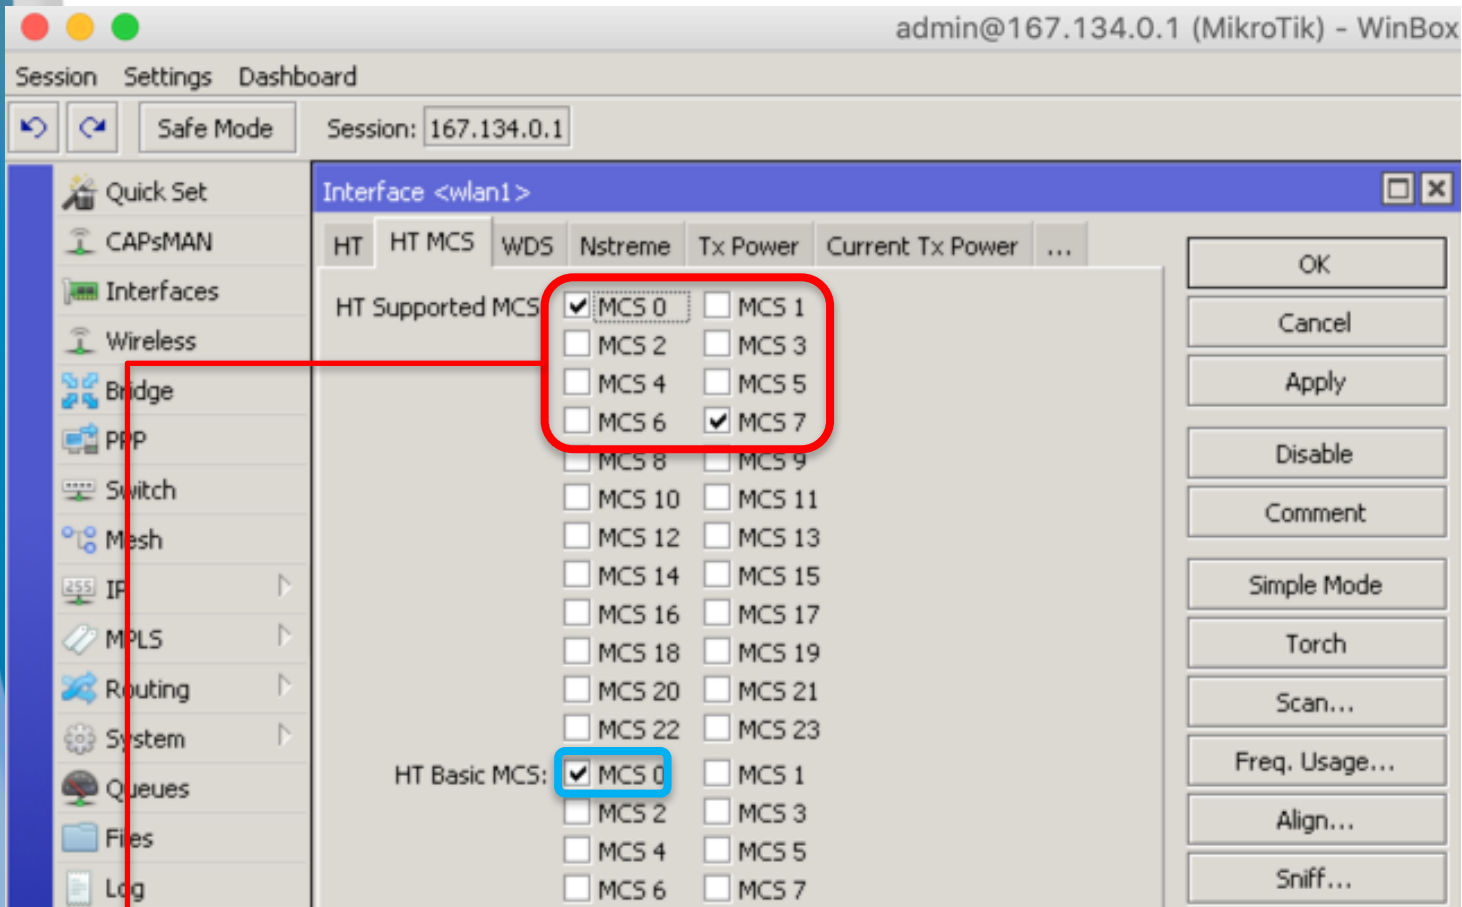 admin@167.134.0.1 (MikroTik) - WinBox
Session Settings Dashboard
Safe Mode Session: 167.134.0.1
Quick Set
CAPsMAN
Interfaces
Wireless
Bridge
PPP
Switch
Mesh
IP
MPLS
Routing
System
Queues
Files
Log
Interface <wlan1>
HT HT MCS WDS Nstreme Tx Power Current Tx Power ...
HT Supported MCS MCS 0 MCS 1
MCS 2 MCS 3
MCS 4 MCS 5
MCS 6 MCS 7
MCS 8 MCS 9
MCS 10 MCS 11
MCS 12 MCS 13
MCS 14 MCS 15
MCS 16 MCS 17
MCS 18 MCS 19
MCS 20 MCS 21
MCS 22 MCS 23
HT Basic MCS: MCS 0 MCS 1
MCS 2 MCS 3
MCS 4 MCS 5
MCS 6 MCS 7
OK
Cancel
Apply
Disable
Comment
Simple Mode
Torch
Scan...
Freq. Usage...
Align...
Sniff...